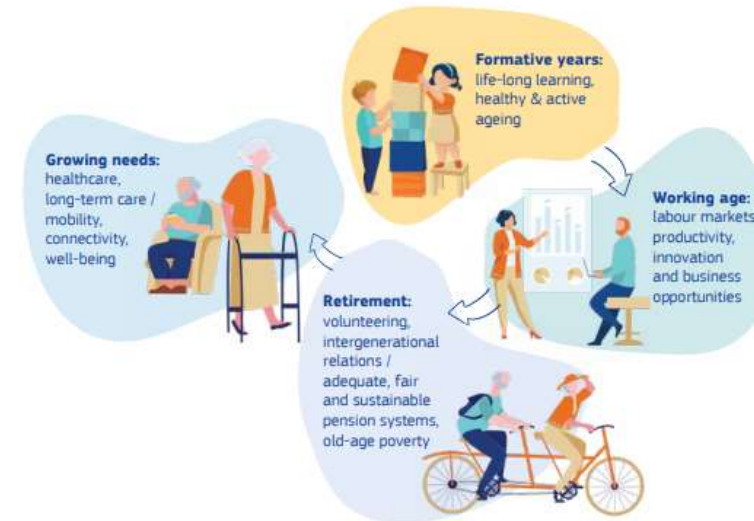 Formative years:
life-long learning,
healthy & active
ageing
Working age:
labour markets,
productivity,
innovation
and business
opportunities
Retirement:
volunteering,
intergenerational
relations /
adequate, fair
and sustainable
pension systems,
old-age poverty
Growing needs:
healthcare,
long-term care /
mobility,
connectivity,
well-being